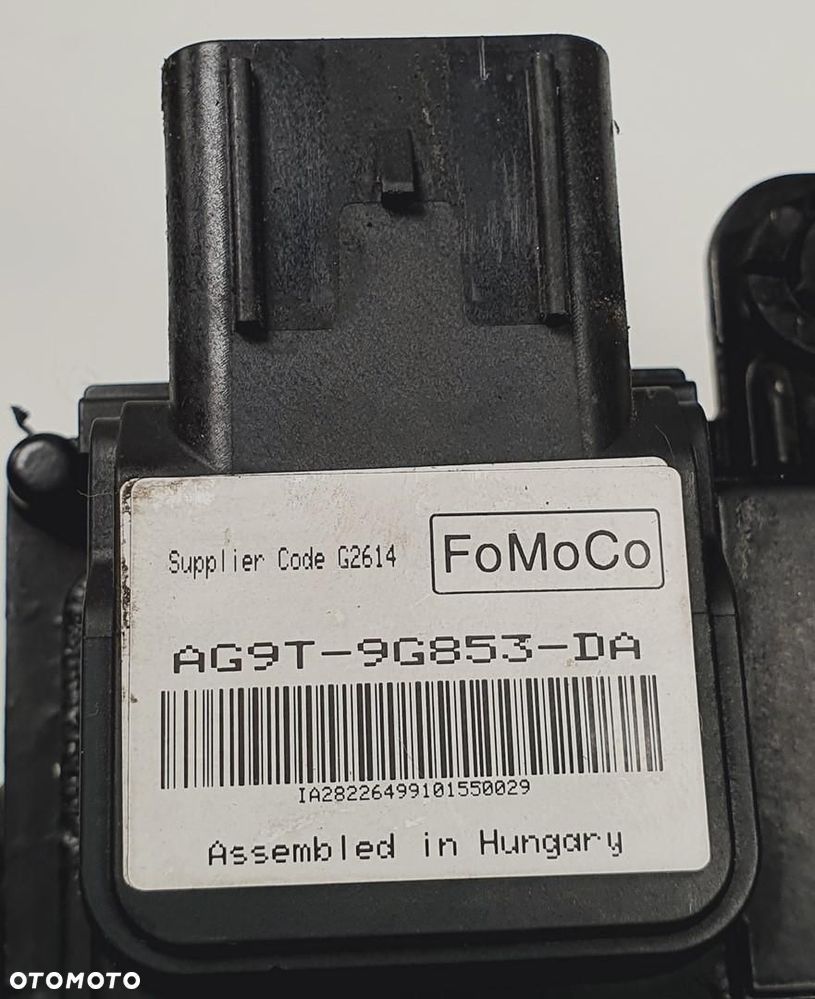 Supplier Code G2614
FoMoCo
AG9T-9G853-DA
IA28226499101550029
Assembled in Hungary
OTOMOTO